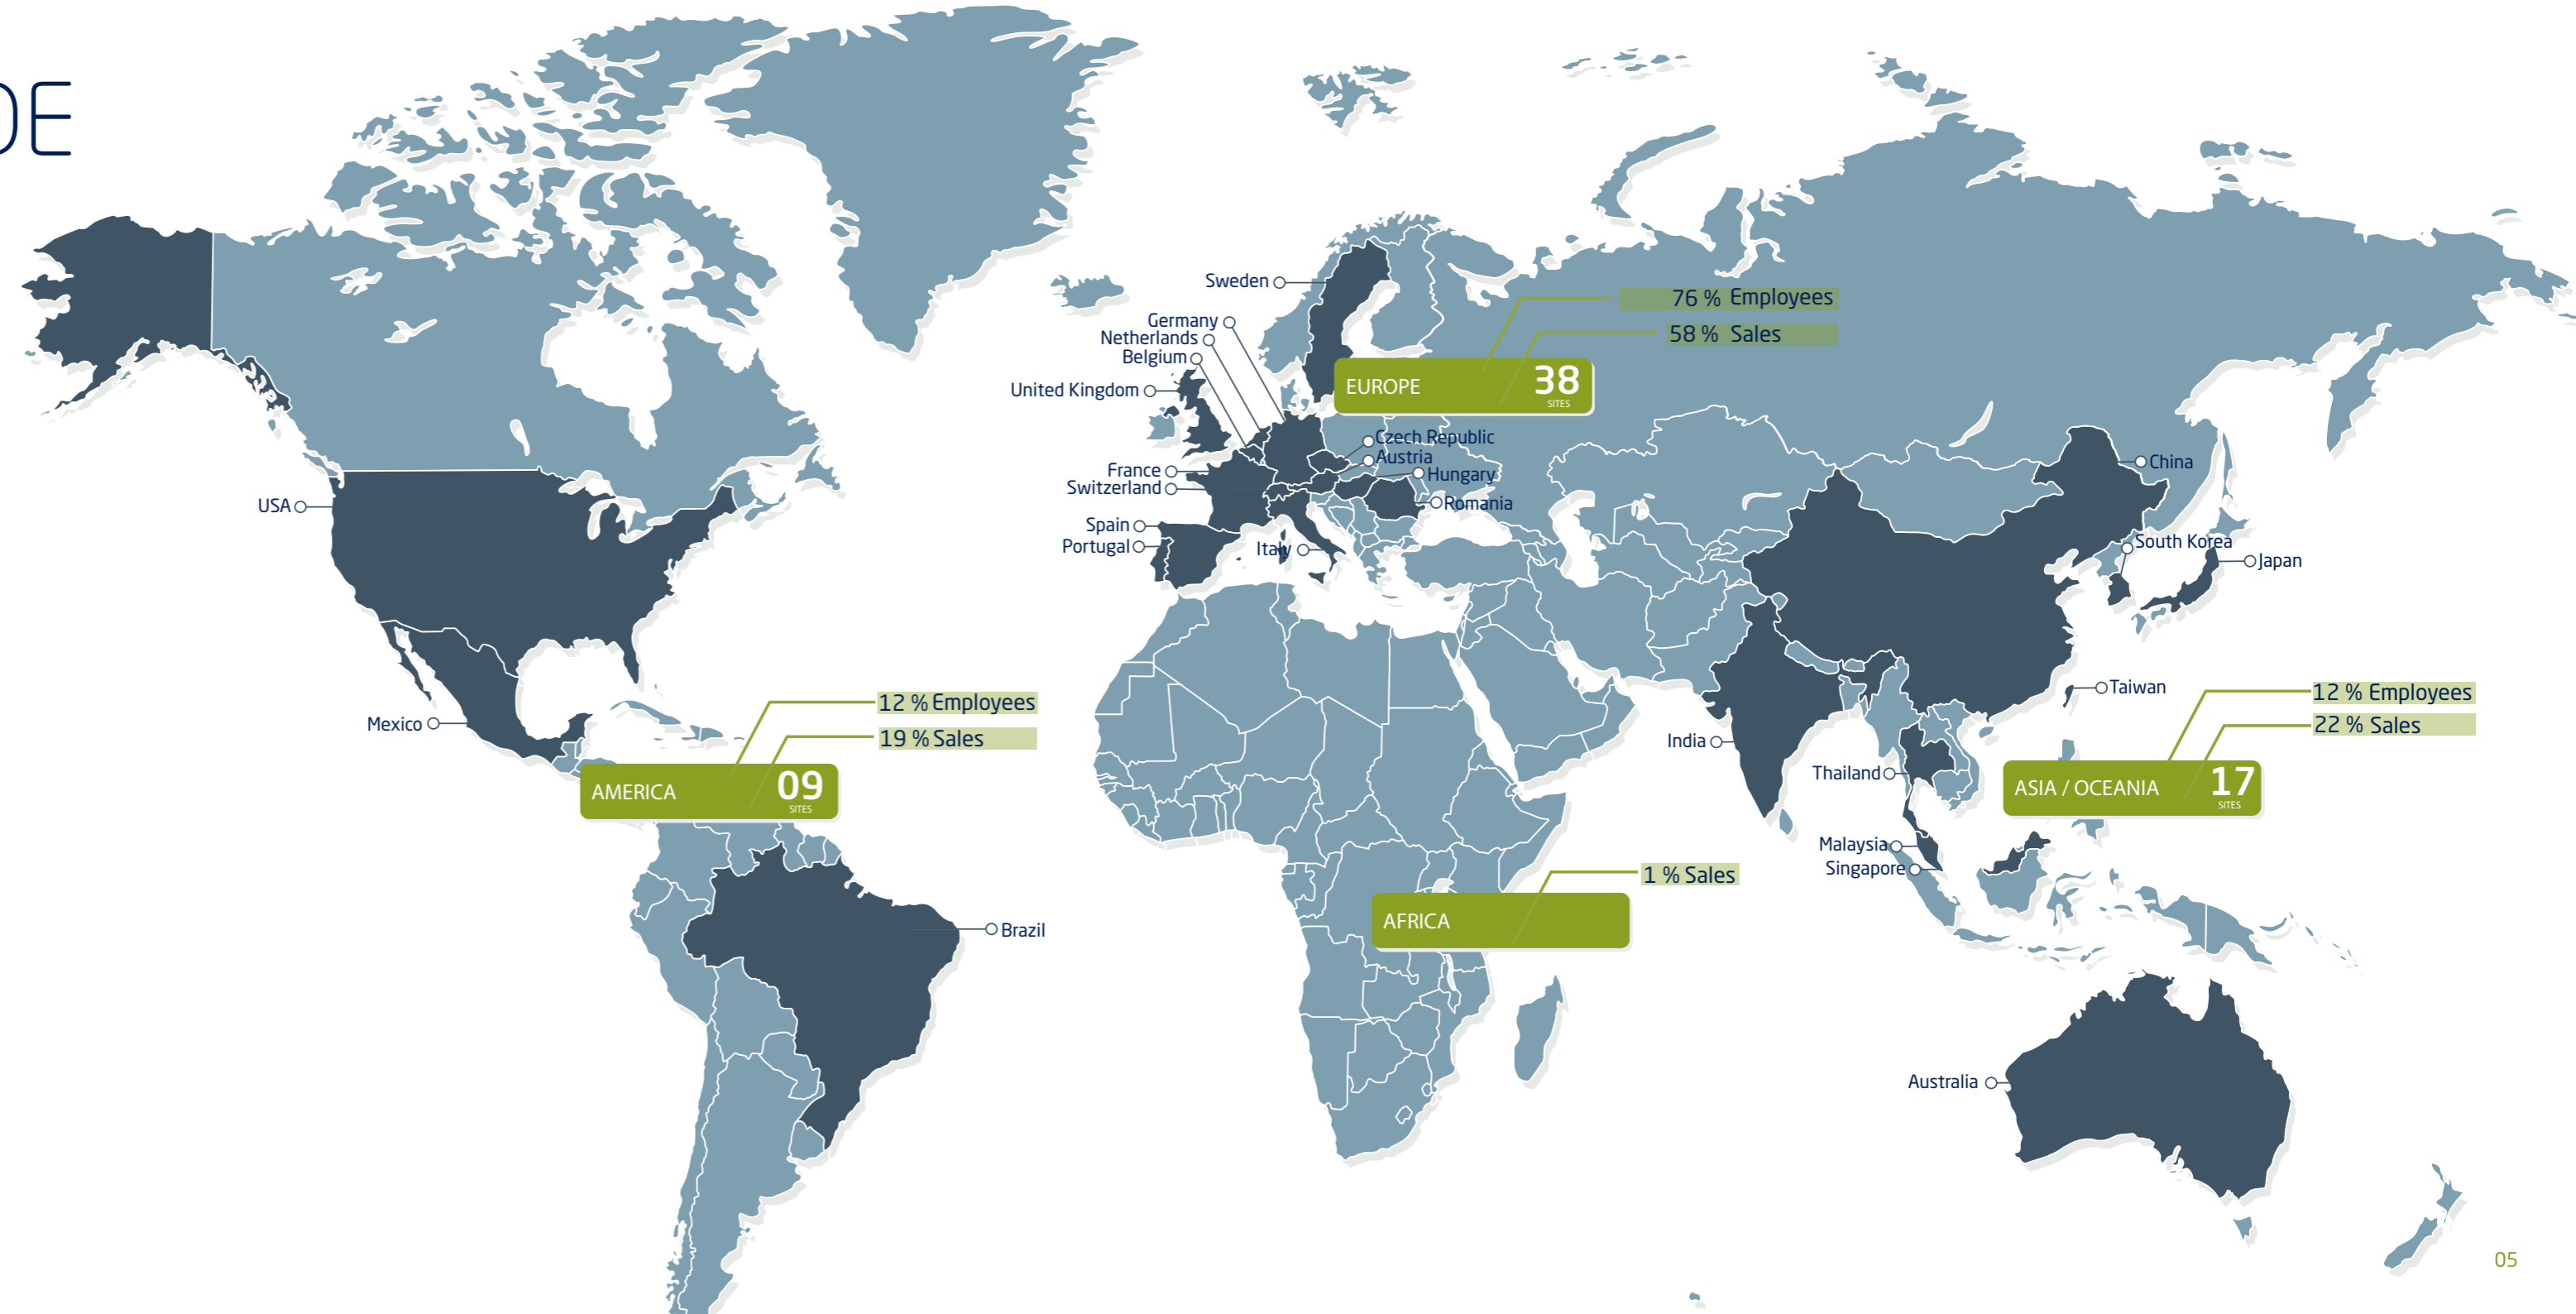 DE
Sweden
76 % Employees
Germany
58 % Sales
Netherlands
Belgium
EUROPE 38
SITES
United Kingdom
Czech Republic
Austria
France
Hungary
Switzerland
Romania
Spain
Portugal
Italy
China
USA
South Korea
Japan
Mexico
12 % Employees
19 % Sales
AMERICA 09
SITES
Taiwan
12 % Employees
22 % Sales
India
Thailand
ASIA / OCEANIA 17
SITES
Malaysia
Singapore
1 % Sales
AFRICA
Brazil
Australia
05